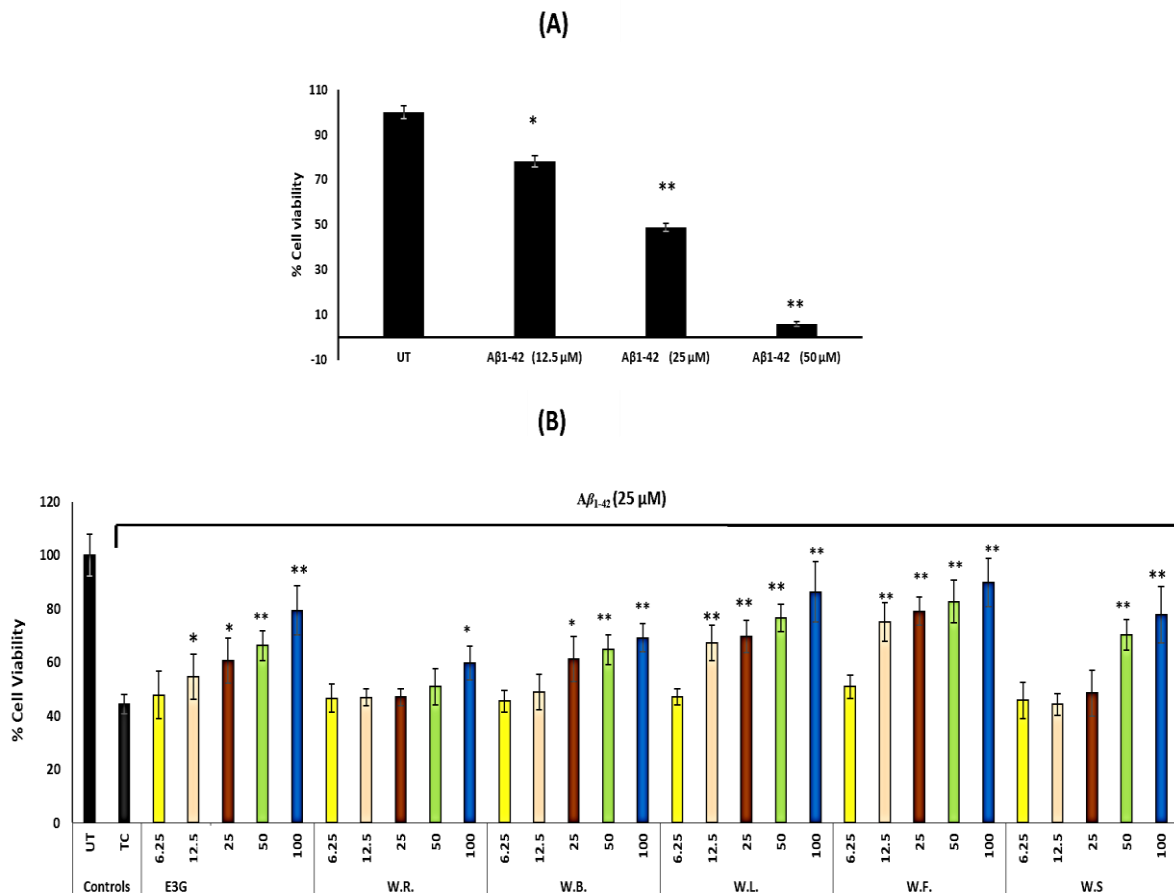 (A)
110
90
70
50
30
10
-10
% Cell viability
*
**
**
UT
Aβ1-42 (12.5 µM)
Aβ1-42 (25 µM)
Aβ1-42 (50 µM)
(B)
Aβ1-42 (25 µM)
120
100
80
60
40
20
0
% Cell Viability
* * ** **
*
* ** **
** ** ** **
** ** ** **
** **
UT TC
6.25 12.5 25 50 100
6.25 12.5 25 50 100
6.25 12.5 25 50 100
6.25 12.5 25 50 100
6.25 12.5 25 50 100
6.25 12.5 25 50 100
Controls E3G W.R. W.B. W.L. W.F. W.S